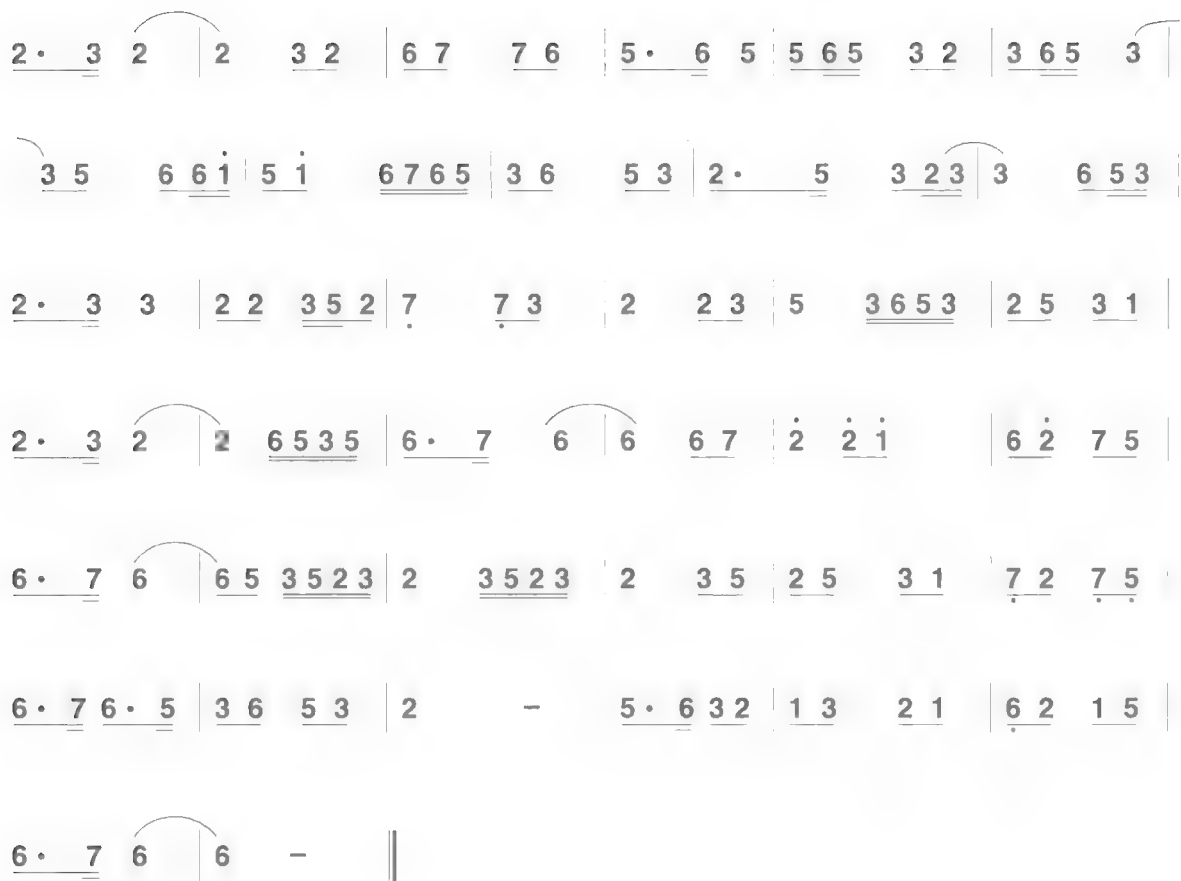 2· 3 2 | 2 3 2 | 6 7 7 6 | 5· 6 5 | 5 6 5 3 2 | 3 6 5 3 |
3 5 6 6 i̇ | 5 i̇ 6 7 6 5 | 3 6 5 3 | 2· 5 3 2 3 | 3 6 5 3 |
2· 3 3 | 2 2 3 5 2 | 7̣ 7̣ 3 | 2 2 3 | 5 3 6 5 3 | 2 5 3 1 |
2· 3 2 | 2 6 5 3 5 | 6· 7 6 | 6 6 7 | 2̇ 2̇ 1̇ | 6 2̇ 7 5 |
6· 7 6 | 6 5 3 5 2 3 | 2 3 5 2 3 | 2 3 5 | 2 5 3 1 | 7̣ 2 7̣ 5̣ |
6· 7 6· 5 | 3 6 5 3 | 2 – 5· 6 3 2 | 1 3 2 1 | 6̣ 2 1 5 |
6· 7 6 | 6 – ‖